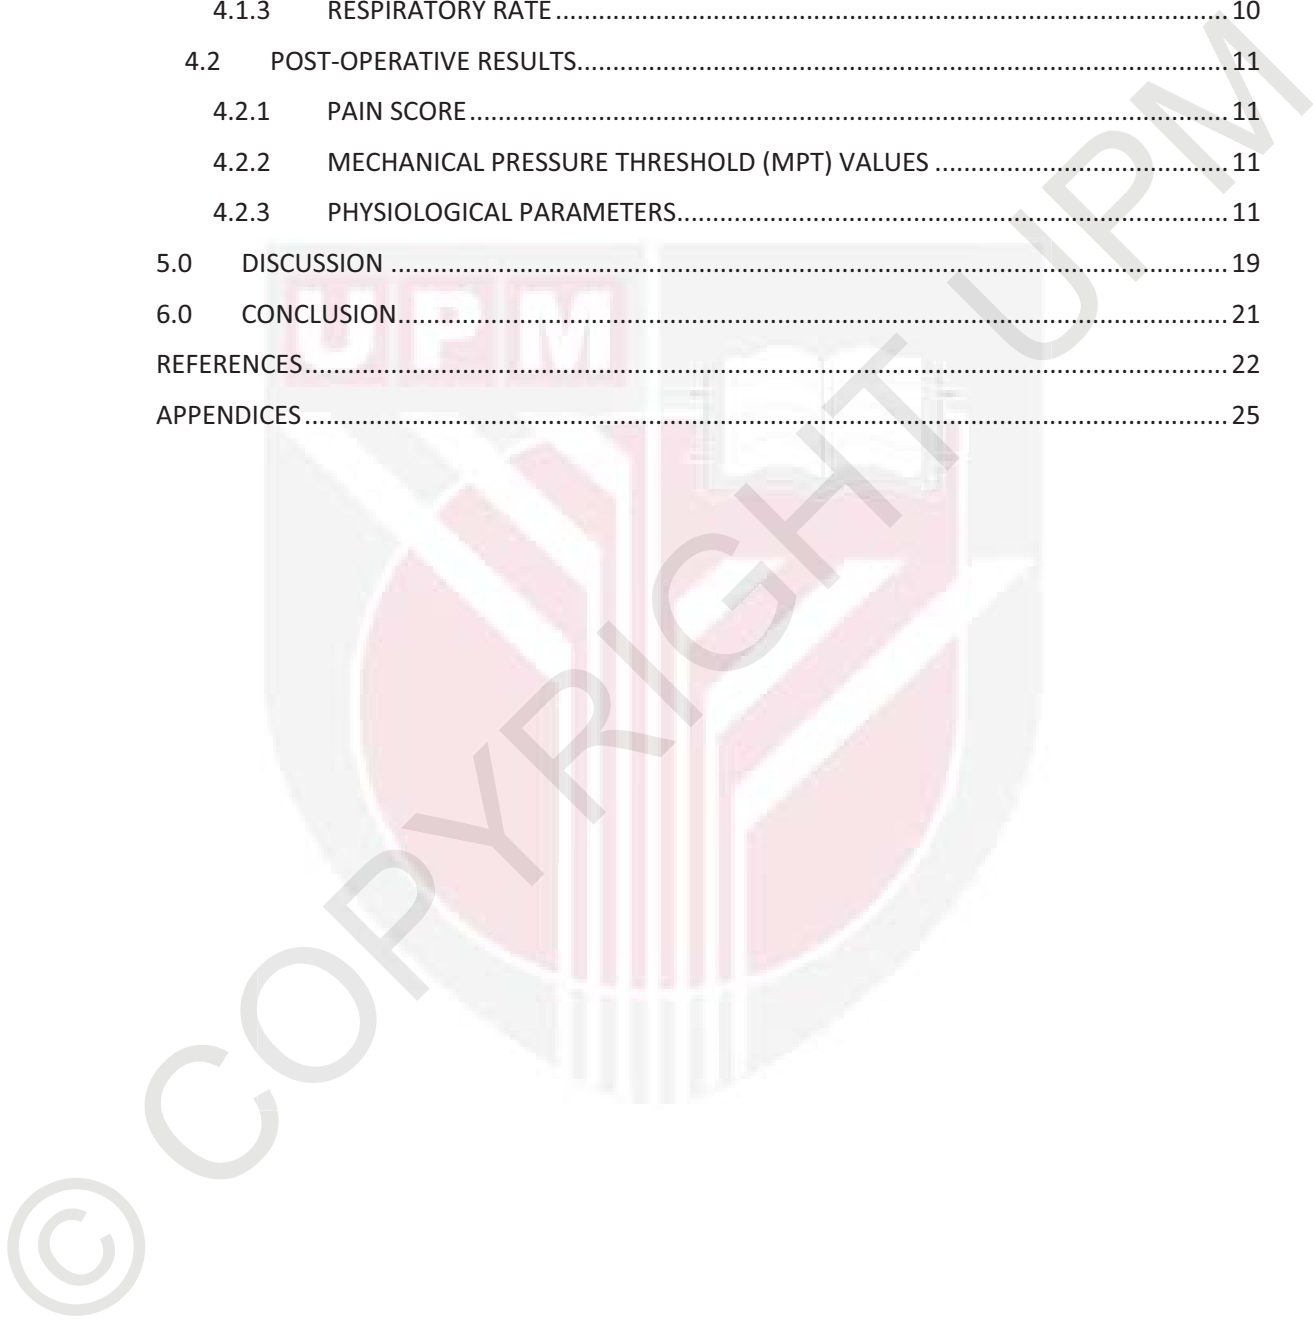 4.1.3 RESPIRATORY RATE ........ 10
4.2 POST-OPERATIVE RESULTS ........ 11
4.2.1 PAIN SCORE ........ 11
4.2.2 MECHANICAL PRESSURE THRESHOLD (MPT) VALUES ........ 11
4.2.3 PHYSIOLOGICAL PARAMETERS ........ 11
5.0 DISCUSSION ........ 19
6.0 CONCLUSION ........ 21
REFERENCES ........ 22
APPENDICES ........ 25
UPM
© COPYRIGHT UPM